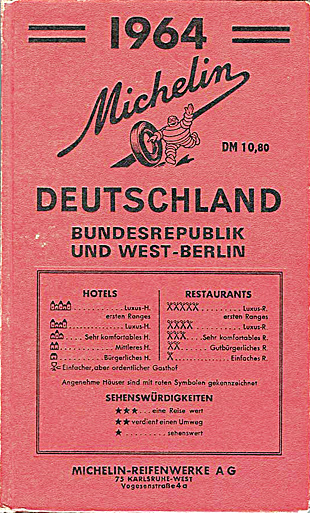 1964
Michelin
DM 10,80
DEUTSCHLAND
BUNDESREPUBLIK
UND WEST-BERLIN
HOTELS
Luxus-H.
ersten Ranges
Luxus-H.
Sehr komfortables H.
Mittleres H.
Bürgerliches H.
=Einfacher, aber ordentlicher Gasthof
RESTAURANTS
XXXXX Luxus-R.
ersten Ranges
XXXX Luxus-R.
XXX Sehr komfortables R.
XX Gutbürgerliches R.
X Einfaches R.
Angenehme Häuser sind mit roten Symbolen gekennzeichnet
SEHENSWÜRDIGKEITEN
★★★ ... eine Reise wert
★★ verdient einen Umweg
★ sehenswert
MICHELIN-REIFENWERKE AG
75 KARLSRUHE-WEST
Vogesenstraße 4a